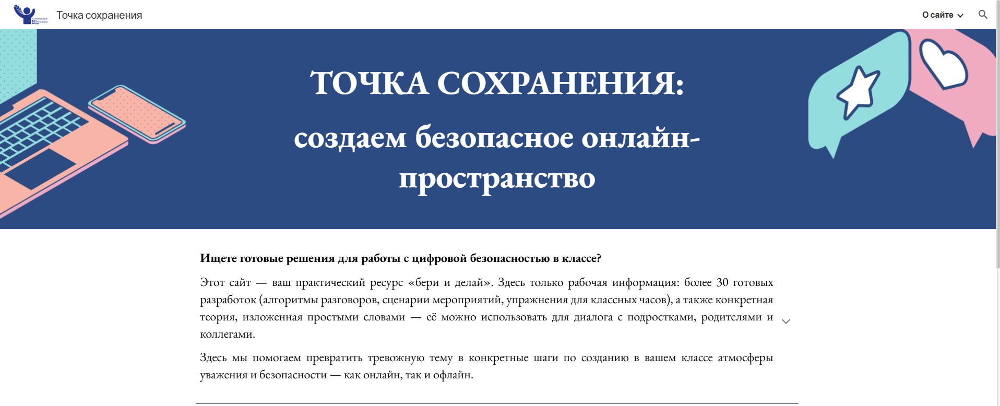 Точка сохранения
О сайте
ТОЧКА СОХРАНЕНИЯ:
создаем безопасное онлайн-
пространство
Ищете готовые решения для работы с цифровой безопасностью в классе?
Этот сайт — ваш практический ресурс «бери и делай». Здесь только рабочая информация: более 30 готовых
разработок (алгоритмы разговоров, сценарии мероприятий, упражнения для классных часов), а также конкретная
теория, изложенная простыми словами — её можно использовать для диалога с подростками, родителями и
коллегами.
Здесь мы помогаем превратить тревожную тему в конкретные шаги по созданию в вашем классе атмосферы
уважения и безопасности — как онлайн, так и офлайн.